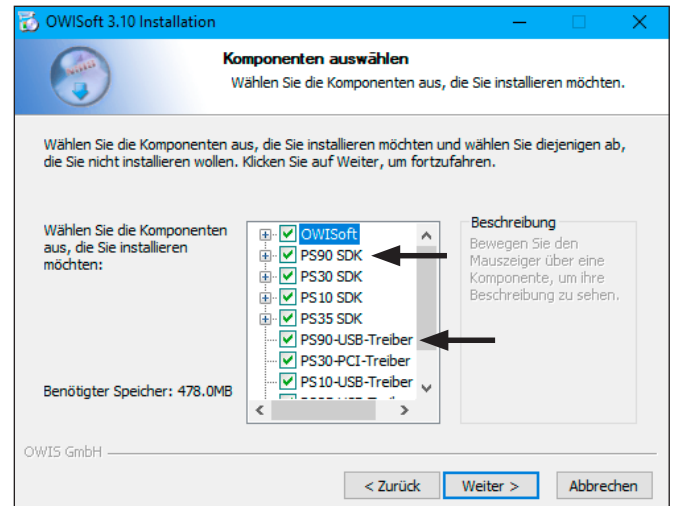 OWISoft 3.10 Installation
Komponenten auswählen
Wählen Sie die Komponenten aus, die Sie installieren möchten.
Wählen Sie die Komponenten aus, die Sie installieren möchten und wählen Sie diejenigen ab,
die Sie nicht installieren wollen. Klicken Sie auf Weiter, um fortzufahren.
Wählen Sie die Komponenten
aus, die Sie installieren
möchten:
OWISoft
PS90 SDK
PS30 SDK
PS10 SDK
PS35 SDK
PS90-USB-Treiber
PS30-PCI-Treiber
PS10-USB-Treiber
Beschreibung
Bewegen Sie den
Mauszeiger über eine
Komponente, um ihre
Beschreibung zu sehen.
Benötigter Speicher: 478.0MB
OWIS GmbH
< Zurück
Weiter >
Abbrechen